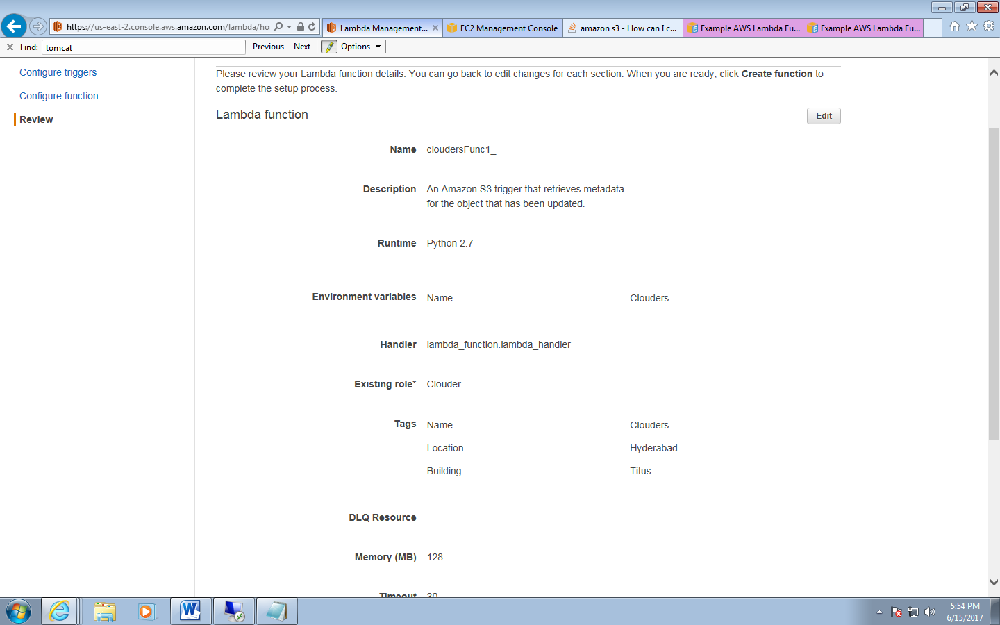 https://us-east-2.console.aws.amazon.com/lambda/ho
Lambda Management...
EC2 Management Console
amazon s3 - How can I c...
Example AWS Lambda Fu...
Example AWS Lambda Fu...
Find: tomcat Previous Next Options
Configure triggers
Configure function
Review
Please review your Lambda function details. You can go back to edit changes for each section. When you are ready, click Create function to
complete the setup process.
Lambda function Edit
Name cloudersFunc1_
Description An Amazon S3 trigger that retrieves metadata
for the object that has been updated.
Runtime Python 2.7
Environment variables Name Clouders
Handler lambda_function.lambda_handler
Existing role* Clouder
Tags Name Clouders
Location Hyderabad
Building Titus
DLQ Resource
Memory (MB) 128
Timeout 30
5:54 PM
6/15/2017